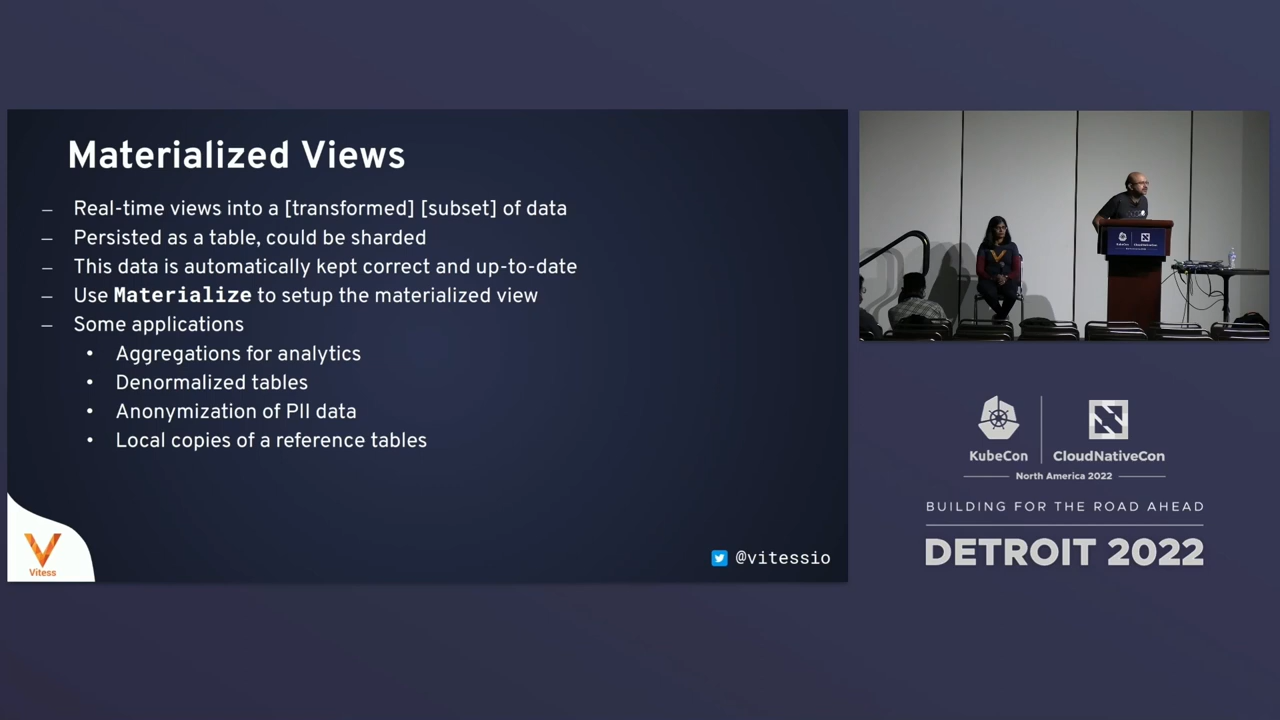 Materialized Views
– Real-time views into a [transformed] [subset] of data
– Persisted as a table, could be sharded
– This data is automatically kept correct and up-to-date
– Use Materialize to setup the materialized view
– Some applications
• Aggregations for analytics
• Denormalized tables
• Anonymization of PII data
• Local copies of a reference tables
Vitess
@vitessio
KubeCon
CloudNativeCon
North America 2022
BUILDING FOR THE ROAD AHEAD
DETROIT 2022